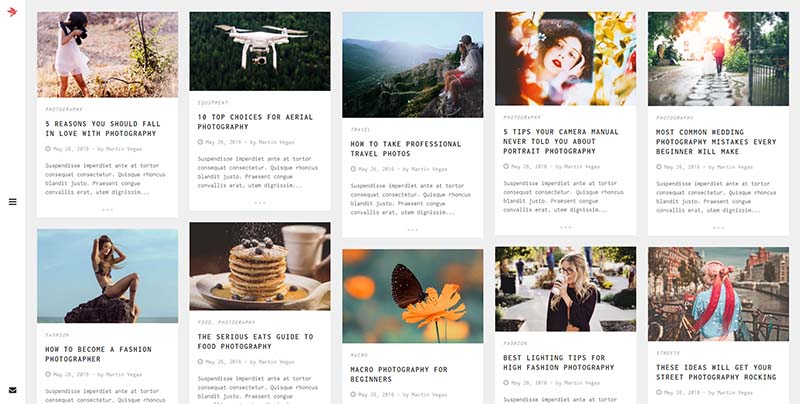 PHOTOGRAPHY
5 REASONS YOU SHOULD FALL
IN LOVE WITH PHOTOGRAPHY
May 26, 2016 - by Martin Vegas
Suspendisse imperdiet ante at tortor
consequat consectetur. Quisque rhoncus
blandit justo. Praesent congue
convallis erat, utem dignissim...
...
EQUIPMENT
10 TOP CHOICES FOR AERIAL
PHOTOGRAPHY
May 26, 2016 - by Martin Vegas
Suspendisse imperdiet ante at tortor
consequat consectetur. Quisque rhoncus
blandit justo. Praesent congue
convallis erat, utem dignissim...
...
TRAVEL
HOW TO TAKE PROFESSIONAL
TRAVEL PHOTOS
May 26, 2016 - by Martin Vegas
Suspendisse imperdiet ante at tortor
consequat consectetur. Quisque rhoncus
blandit justo. Praesent congue
convallis erat, utem dignissim...
...
PHOTOGRAPHY
5 TIPS YOUR CAMERA MANUAL
NEVER TOLD YOU ABOUT
PORTRAIT PHOTOGRAPHY
May 26, 2016 - by Martin Vegas
Suspendisse imperdiet ante at tortor
consequat consectetur. Quisque rhoncus
blandit justo. Praesent congue
convallis erat, utem dignissim...
...
PHOTOGRAPHY
MOST COMMON WEDDING
PHOTOGRAPHY MISTAKES EVERY
BEGINNER WILL MAKE
May 26, 2016 - by Martin Vegas
Suspendisse imperdiet ante at tortor
consequat consectetur. Quisque rhoncus
blandit justo. Praesent congue
convallis erat, utem dignissim...
...
FASHION
HOW TO BECOME A FASHION
PHOTOGRAPHER
May 26, 2016 - by Martin Vegas
Suspendisse imperdiet ante at tortor
FOOD, PHOTOGRAPHY
THE SERIOUS EATS GUIDE TO
FOOD PHOTOGRAPHY
May 26, 2016 - by Martin Vegas
Suspendisse imperdiet ante at tortor
consequat consectetur. Quisque rhoncus
MACRO
MACRO PHOTOGRAPHY FOR
BEGINNERS
May 26, 2016 - by Martin Vegas
FASHION
BEST LIGHTING TIPS FOR
HIGH FASHION PHOTOGRAPHY
May 26, 2016 - by Martin Vegas
STREETS
THESE IDEAS WILL GET YOUR
STREET PHOTOGRAPHY ROCKING
May 26, 2016 - by Martin Vegas